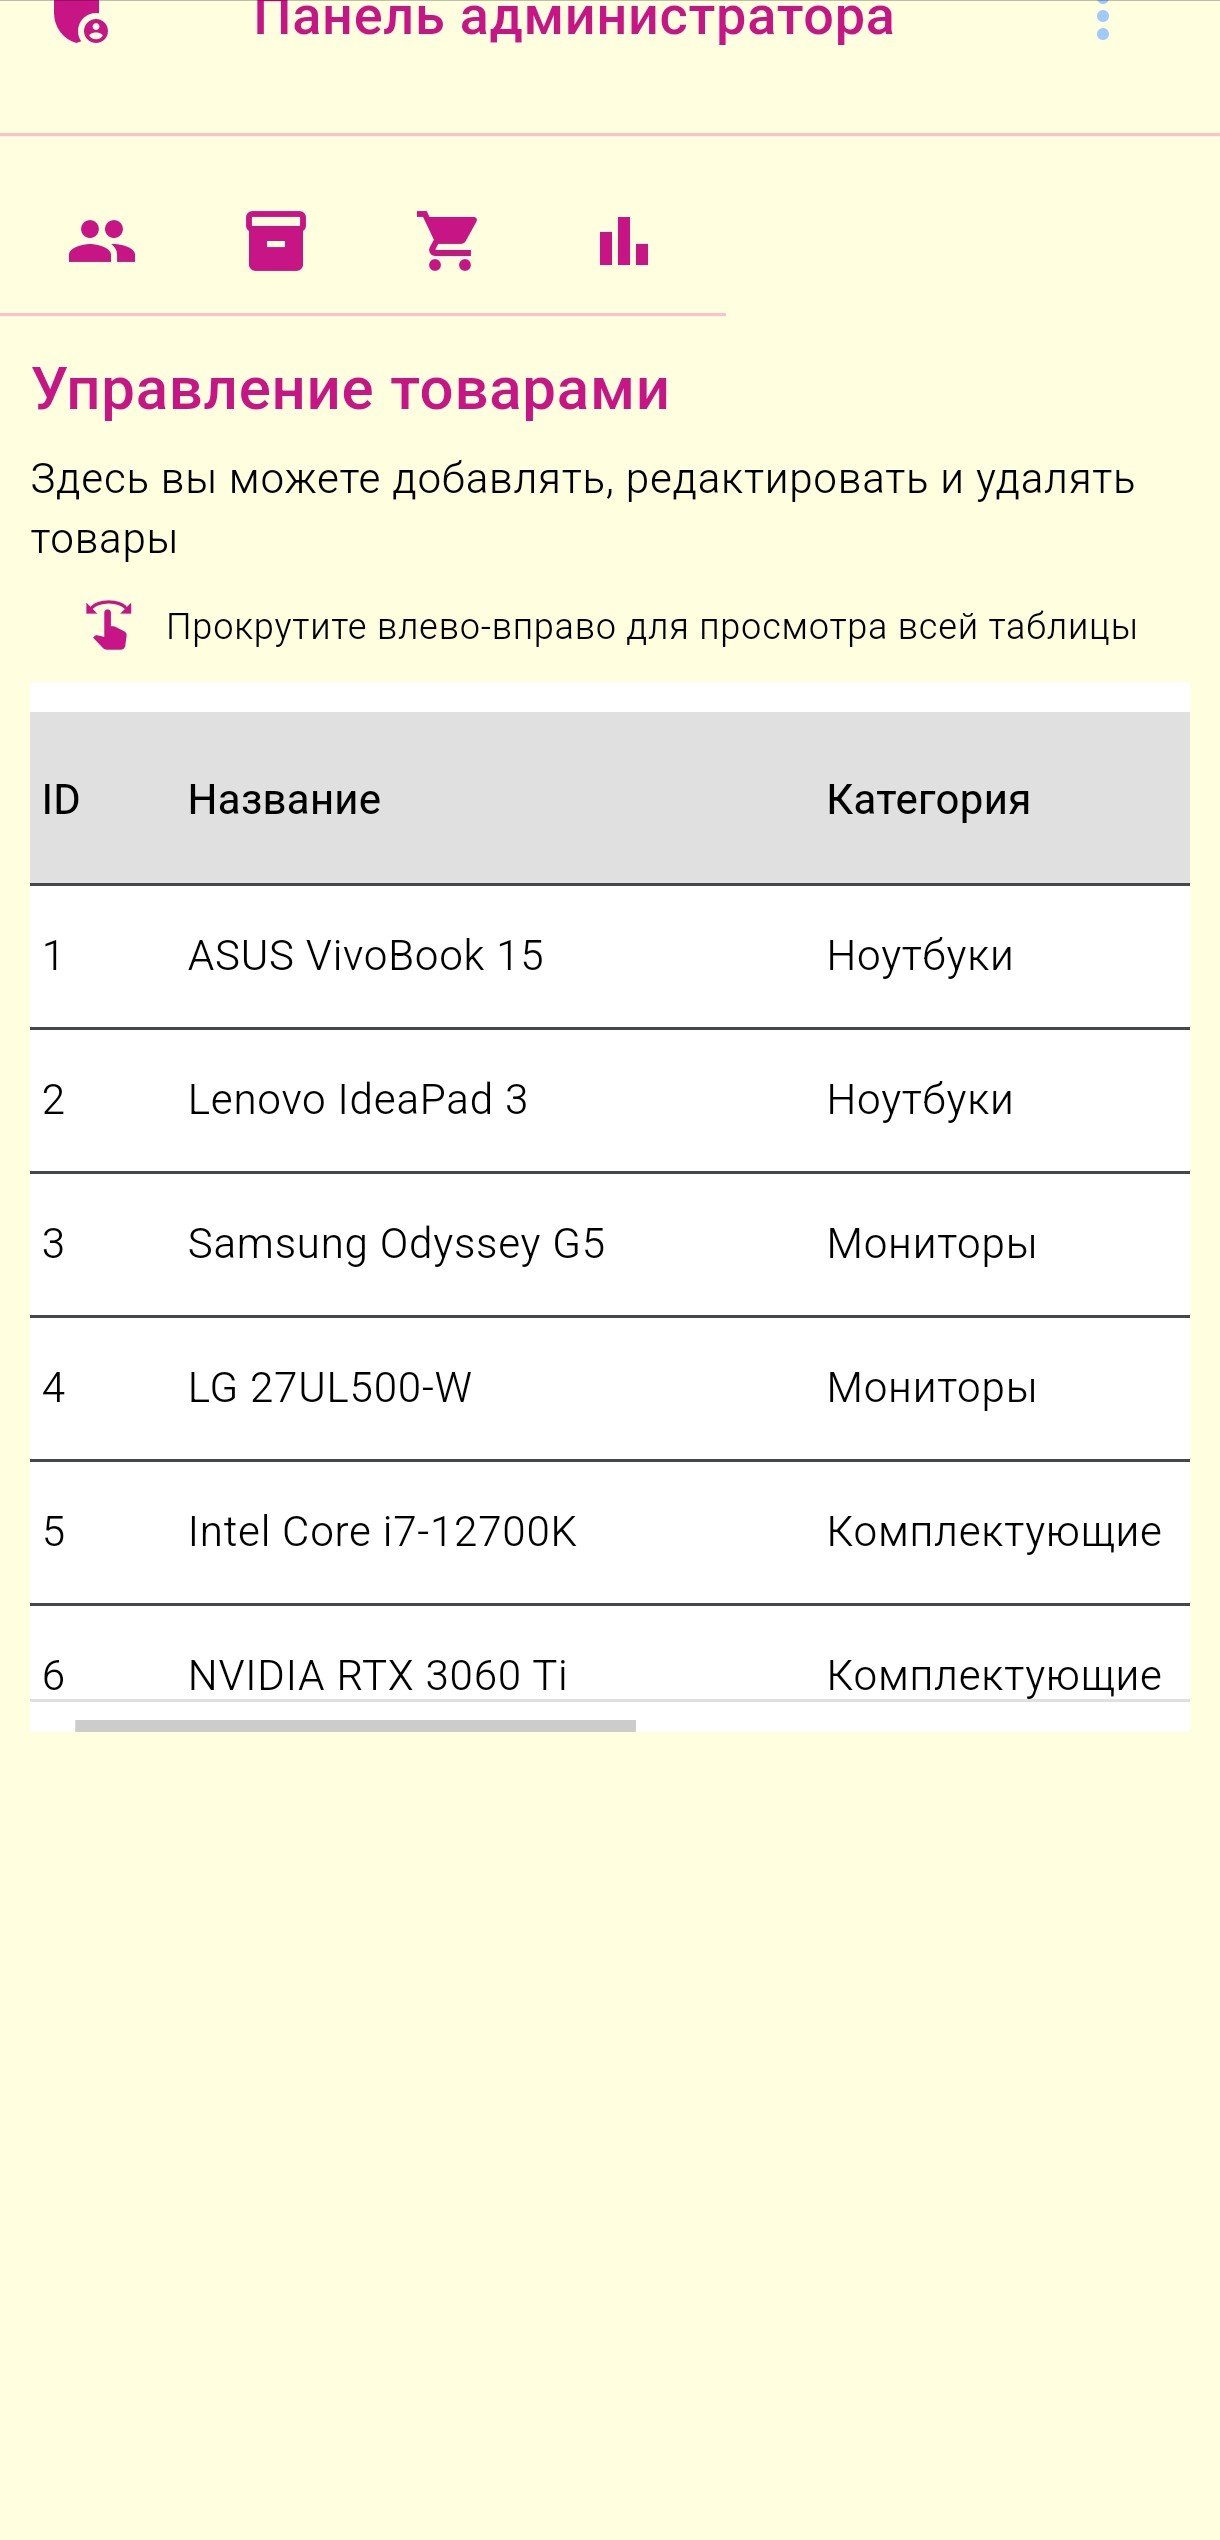 Панель администратора
Управление товарами
Здесь вы можете добавлять, редактировать и удалять
товары
Прокрутите влево-вправо для просмотра всей таблицы
ID Название Категория
1 ASUS VivoBook 15 Ноутбуки
2 Lenovo IdeaPad 3 Ноутбуки
3 Samsung Odyssey G5 Мониторы
4 LG 27UL500-W Мониторы
5 Intel Core i7-12700K Комплектующие
6 NVIDIA RTX 3060 Ti Комплектующие